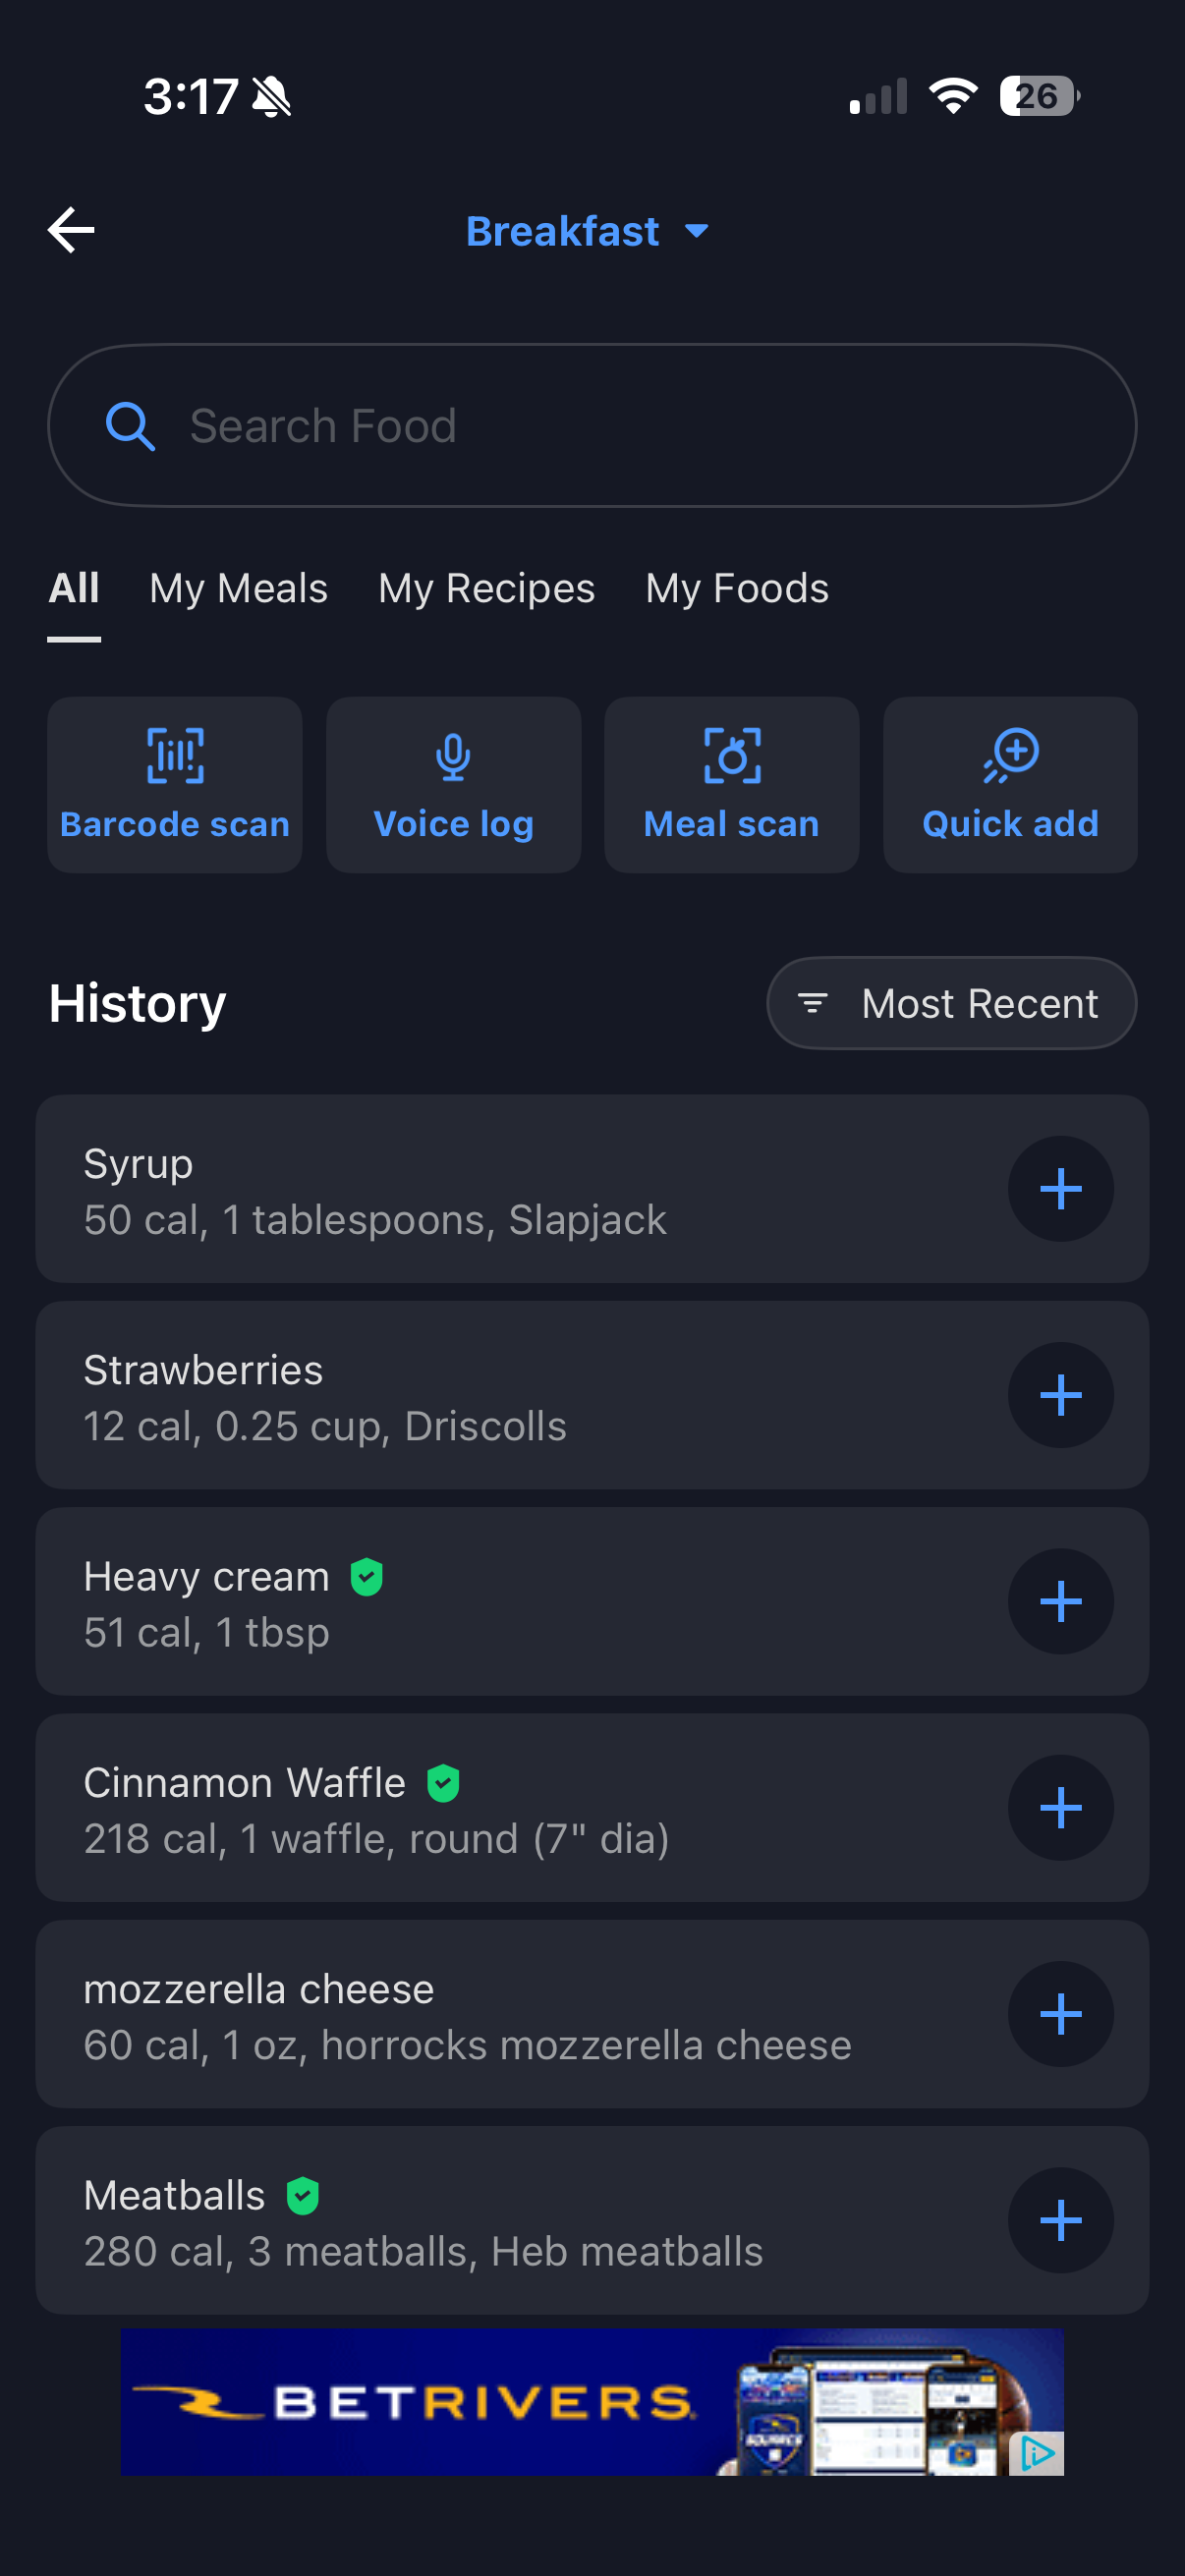 3:17
26
Breakfast
Search Food
All My Meals My Recipes My Foods
Barcode scan Voice log Meal scan Quick add
History
Most Recent
Syrup
50 cal, 1 tablespoons, Slapjack
Strawberries
12 cal, 0.25 cup, Driscolls
Heavy cream
51 cal, 1 tbsp
Cinnamon Waffle
218 cal, 1 waffle, round (7" dia)
mozzerella cheese
60 cal, 1 oz, horrocks mozzerella cheese
Meatballs
280 cal, 3 meatballs, Heb meatballs
BETRIVERS
SQUARES